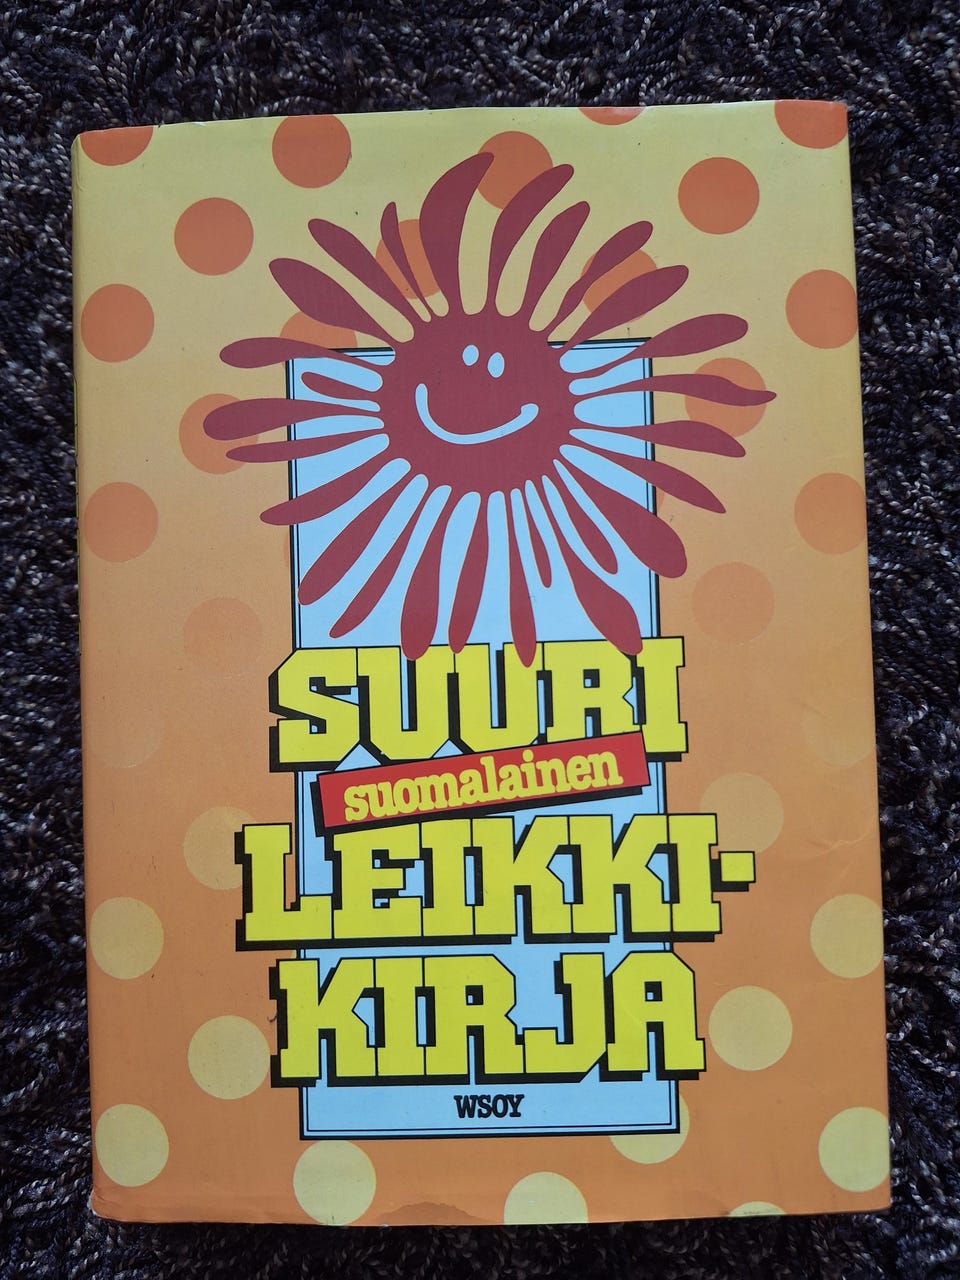 SUURI
suomalainen
LEIKKI-
KIRJA
WSOY